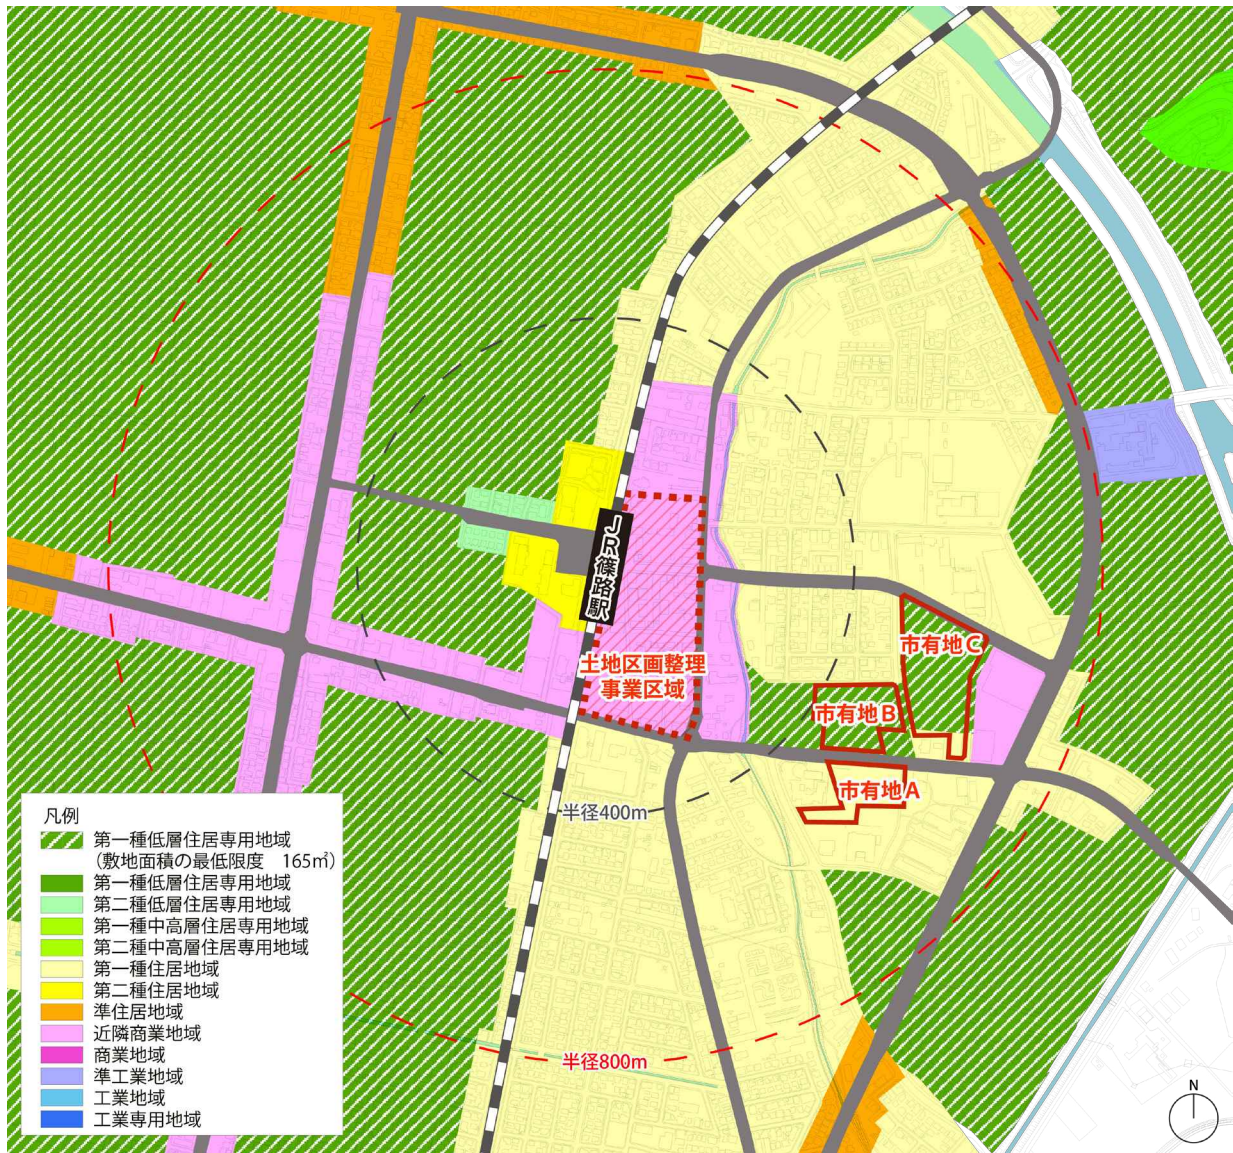 ＪＲ篠路駅
土地区画整理
事業区域
市有地Ｃ
市有地Ｂ
市有地Ａ
半径400m
半径800m
凡例
第一種低層住居専用地域
（敷地面積の最低限度　165㎡）
第一種低層住居専用地域
第二種低層住居専用地域
第一種中高層住居専用地域
第二種中高層住居専用地域
第一種住居地域
第二種住居地域
準住居地域
近隣商業地域
商業地域
準工業地域
工業地域
工業専用地域
N